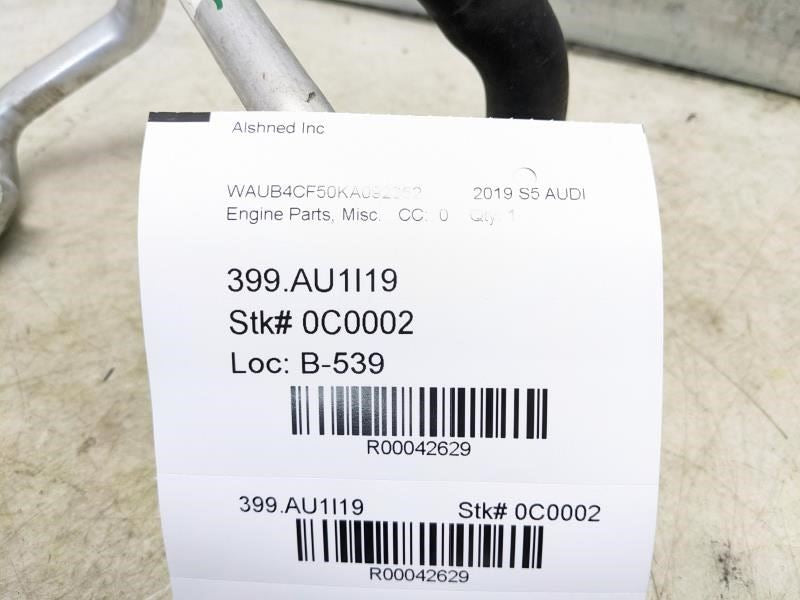 Alshned Inc
WAUB4CF50KA092352 2019 S5 AUDI
Engine Parts, Misc. CC: 0 Qty: 1
399.AU1I19
Stk# 0C0002
Loc: B-539
R00042629
399.AU1I19 Stk# 0C0002
R00042629